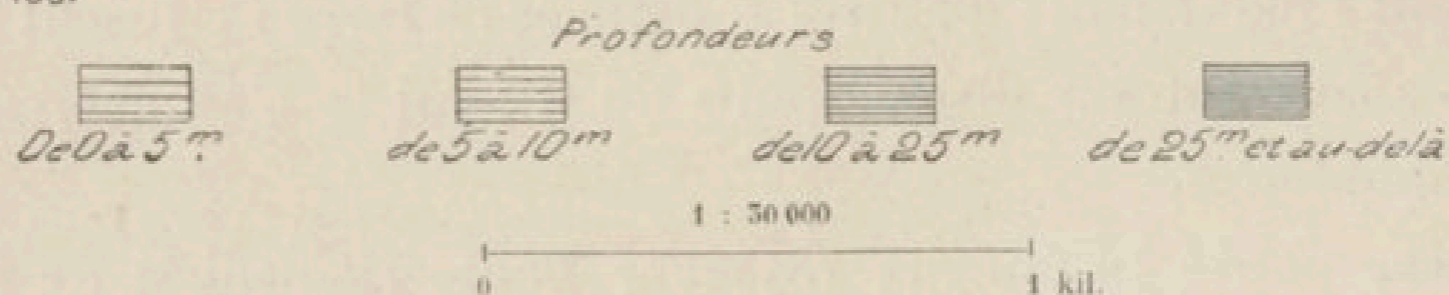 Profondeurs
De 0 à 5ᵐ
de 5 à 10ᵐ
de 10 à 25ᵐ
de 25ᵐ et au-delà
1 : 30 000
0
1 kil.